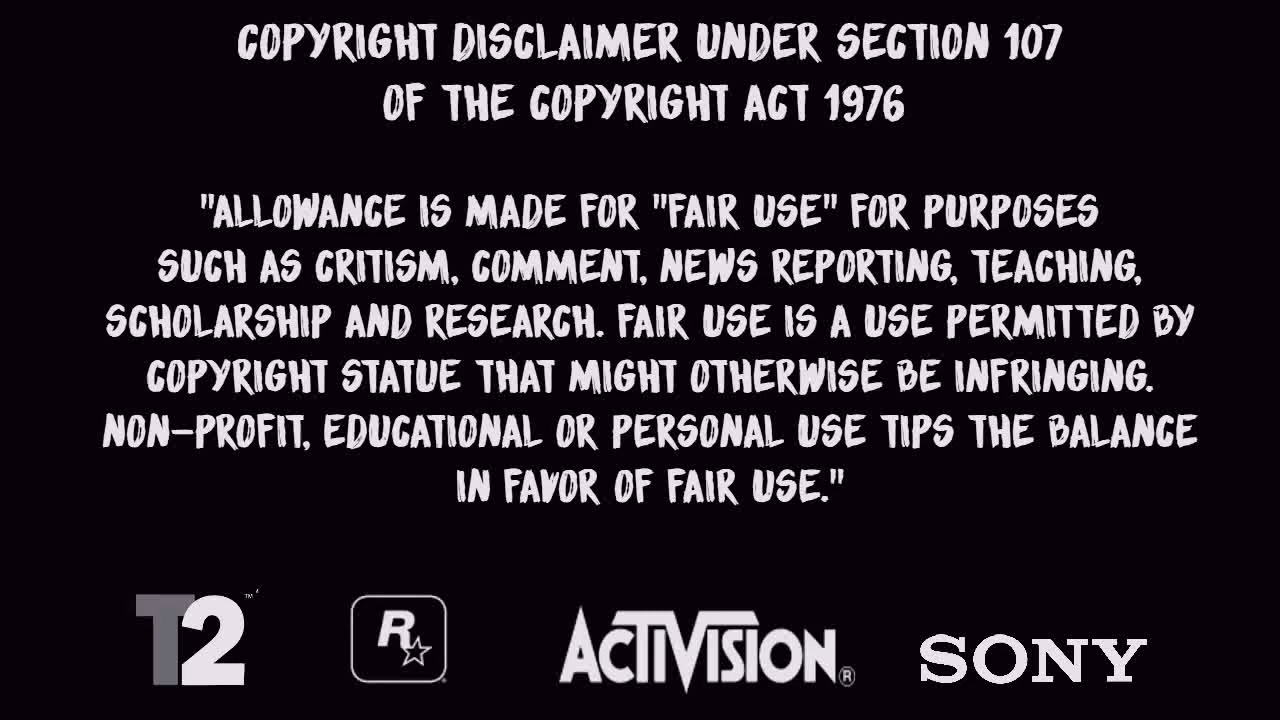 COPYRIGHT DISCLAIMER UNDER SECTION 107
OF THE COPYRIGHT ACT 1976
"ALLOWANCE IS MADE FOR "FAIR USE" FOR PURPOSES
SUCH AS CRITISM, COMMENT, NEWS REPORTING, TEACHING,
SCHOLARSHIP AND RESEARCH. FAIR USE IS A USE PERMITTED BY
COPYRIGHT STATUE THAT MIGHT OTHERWISE BE INFRINGING.
NON-PROFIT, EDUCATIONAL OR PERSONAL USE TIPS THE BALANCE
IN FAVOR OF FAIR USE."
T2™ R® ACTIVISION® SONY